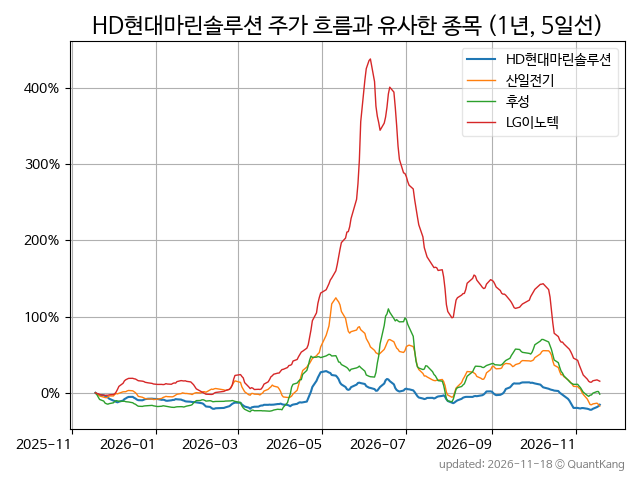 HD현대마린솔루션 주가 흐름과 유사한 종목 (1년, 5일선)
HD현대마린솔루션
산일전기
후성
LG이노텍
400%
300%
200%
100%
0%
2025-11
2026-01
2026-03
2026-05
2026-07
2026-09
2026-11
updated: 2026-11-18 © QuantKang